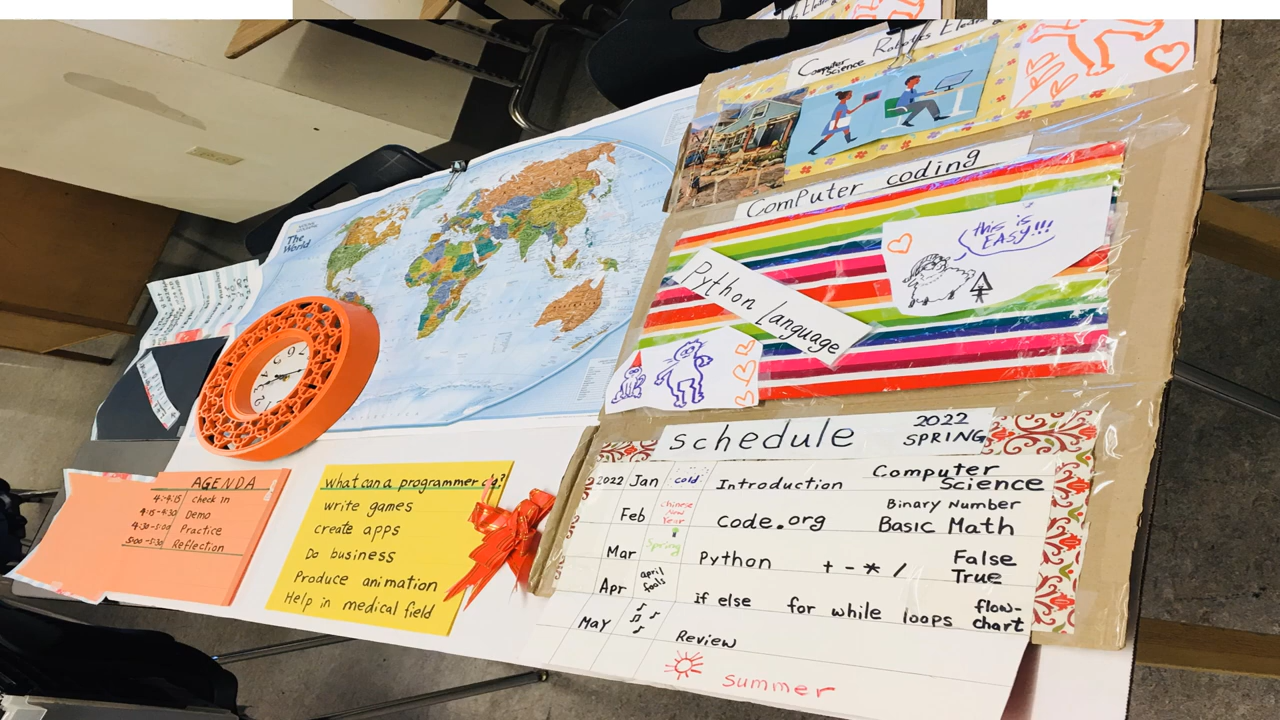 Computer Science
Robotics
Computer coding
this is
EASY!!!
Python Language
The World
schedule
2022
SPRING
2022 Jan cold Introduction Computer Science
Feb chinese New Year Code.org Binary Number Basic Math
Mar Spring Python + - * / False True
Apr april fools If else for while loops flow-chart
May Review
summer
AGENDA
4:-4:15 check in
4:15-4:30 Demo
4:30-5:00 Practice
5:00-5:30 Reflection
What can a programmer do?
write games
create apps
Do business
Produce animation
Help in medical field